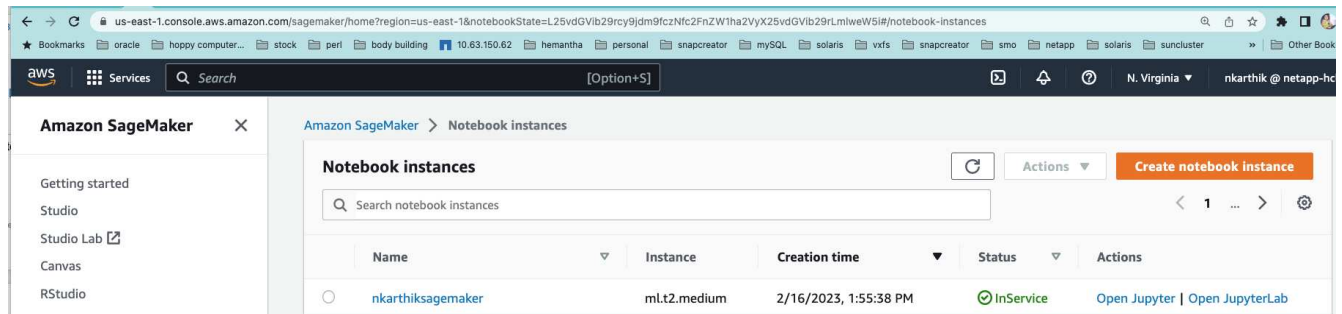 us-east-1.console.aws.amazon.com/sagemaker/home?region=us-east-1&notebookState=L25vdGVib29rcy9jdm9fczNfc2FnZW1ha2VyX25vdGVib29rLmlweW5i#/notebook-instances
Bookmarks oracle hoppy computer... stock perl body building 10.63.150.62 hemantha personal snapcreator mySQL solaris vxfs snapcreator smo netapp solaris suncluster » Other Book
aws Services Search [Option+S] N. Virginia ▼ nkarthik @ netapp-hc
Amazon SageMaker
Getting started
Studio
Studio Lab
Canvas
RStudio
Amazon SageMaker > Notebook instances
Notebook instances Actions ▼ Create notebook instance
Search notebook instances < 1 ... >
Name Instance Creation time Status Actions
nkarthiksagemaker ml.t2.medium 2/16/2023, 1:55:38 PM InService Open Jupyter | Open JupyterLab